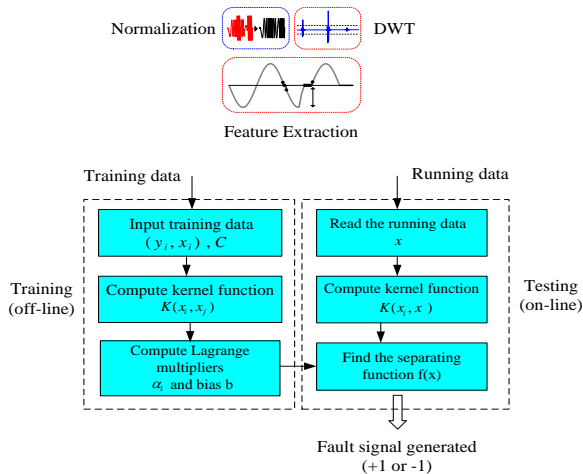 Normalization
DWT
Feature Extraction
Training data
Running data
Input training data
(y_i, x_i), C
Read the running data
x
Training
(off-line)
Compute kernel function
K(x_i, x_j)
Compute kernel function
K(x_i, x)
Testing
(on-line)
Compute Lagrange
multipliers
α_i and bias b
Find the separating
function f(x)
Fault signal generated
(+1 or -1)